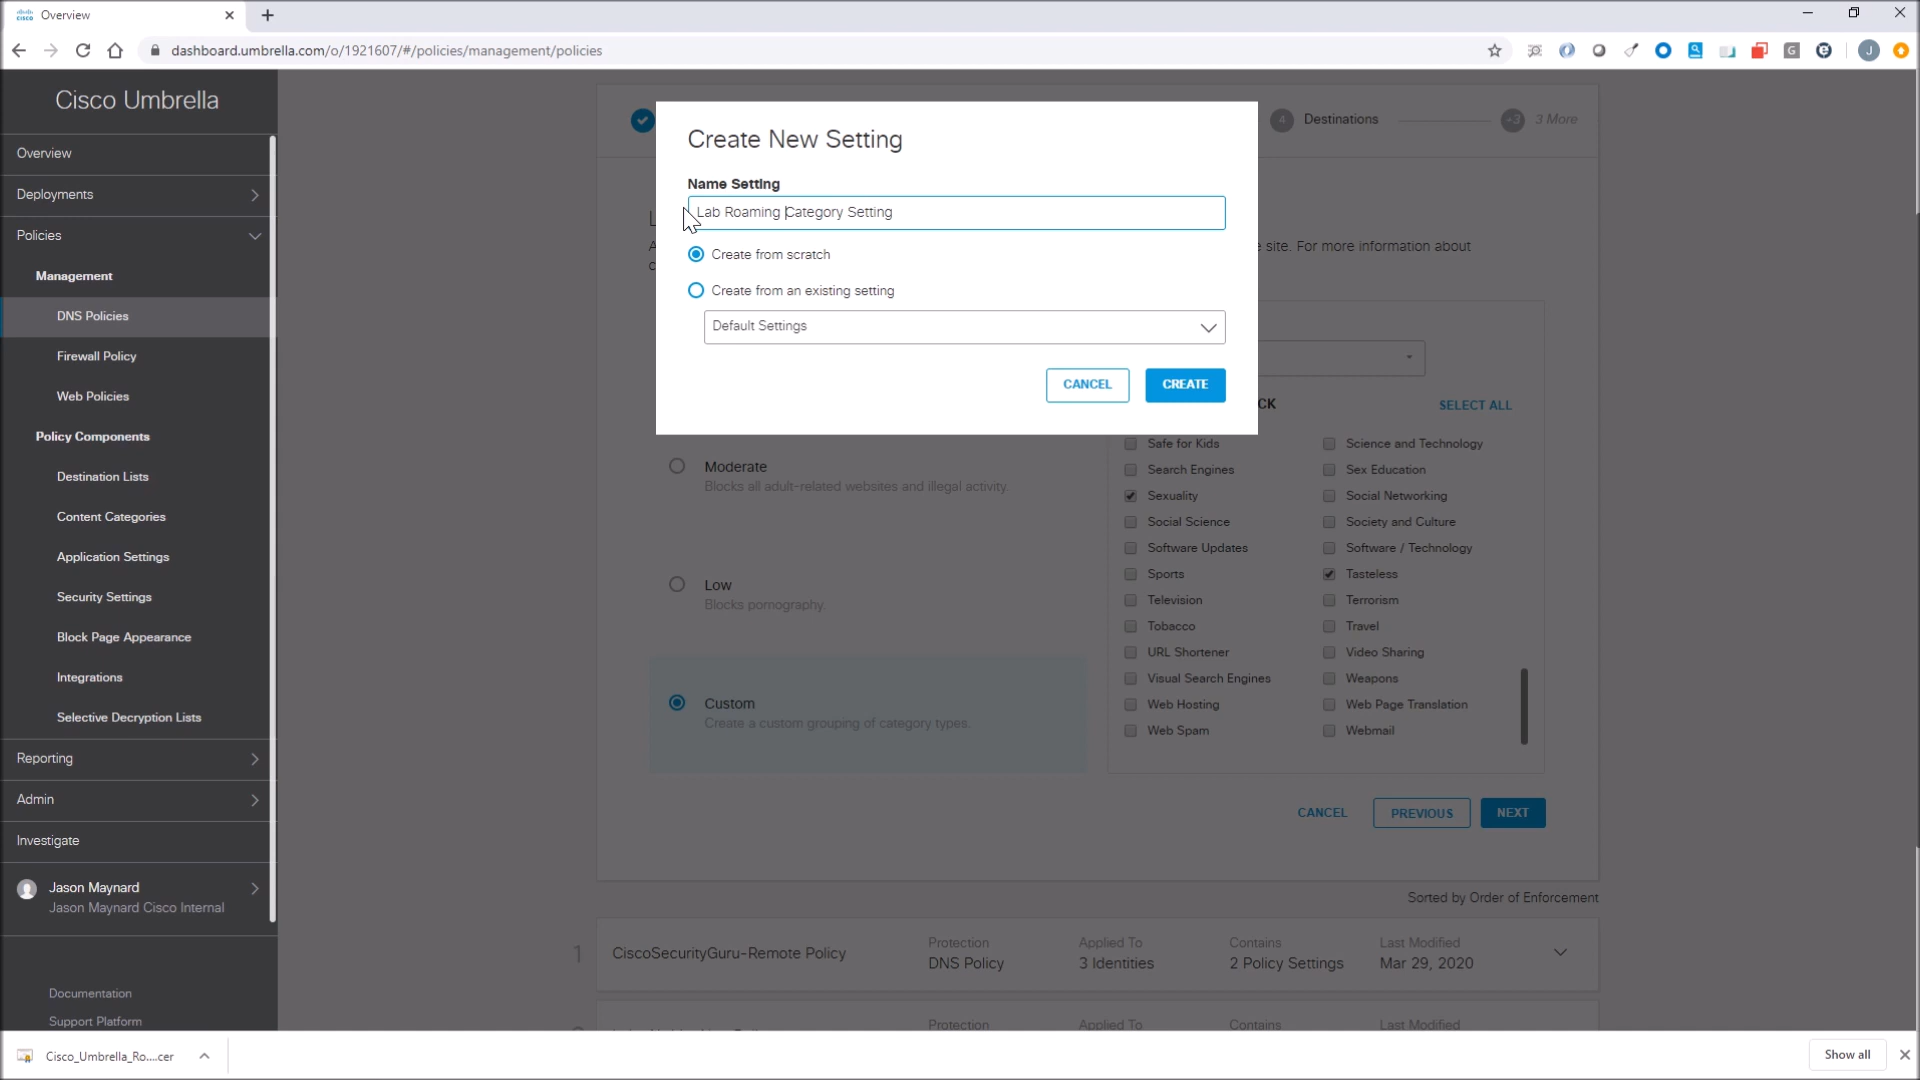 Overview
dashboard.umbrella.com/o/1921607/#/policies/management/policies
J
Cisco Umbrella
Overview
Deployments
Policies
Management
DNS Policies
Firewall Policy
Web Policies
Policy Components
Destination Lists
Content Categories
Application Settings
Security Settings
Block Page Appearance
Integrations
Selective Decryption Lists
Reporting
Admin
Investigate
Jason Maynard
Jason Maynard Cisco Internal
Documentation
Support Platform
4 Destinations
+3 3 More
site. For more information about
Create New Setting
Name Setting
Lab Roaming Category Setting
Create from scratch
Create from an existing setting
Default Settings
CANCEL CREATE
Moderate
Blocks all adult-related websites and illegal activity.
Low
Blocks pornography.
Custom
Create a custom grouping of category types.
CK SELECT ALL
Safe for Kids Science and Technology
Search Engines Sex Education
Sexuality Social Networking
Social Science Society and Culture
Software Updates Software / Technology
Sports Tasteless
Television Terrorism
Tobacco Travel
URL Shortener Video Sharing
Visual Search Engines Weapons
Web Hosting Web Page Translation
Web Spam Webmail
CANCEL PREVIOUS NEXT
Sorted by Order of Enforcement
1 CiscoSecurityGuru-Remote Policy
Protection Applied To Contains Last Modified
DNS Policy 3 Identities 2 Policy Settings Mar 29, 2020
Protection Applied To Contains Last Modified
Cisco_Umbrella_Ro....cer
Show all